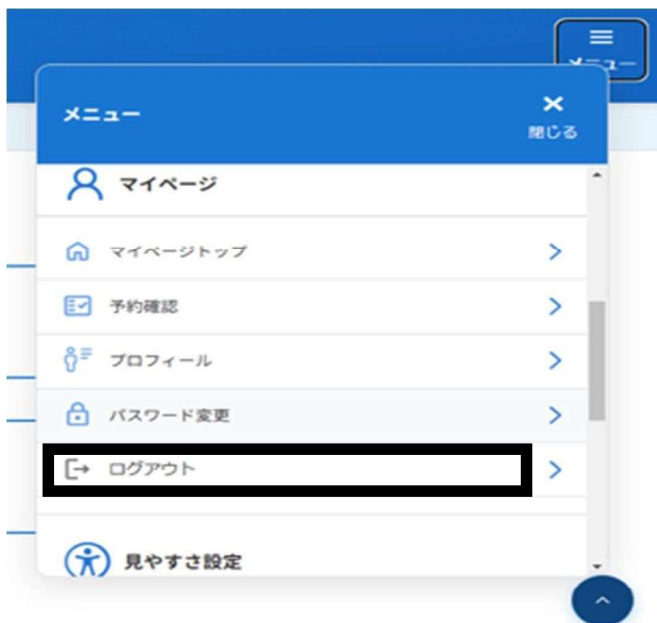 メニュー
メニュー
閉じる
マイページ
マイページトップ
予約確認
プロフィール
パスワード変更
ログアウト
見やすさ設定